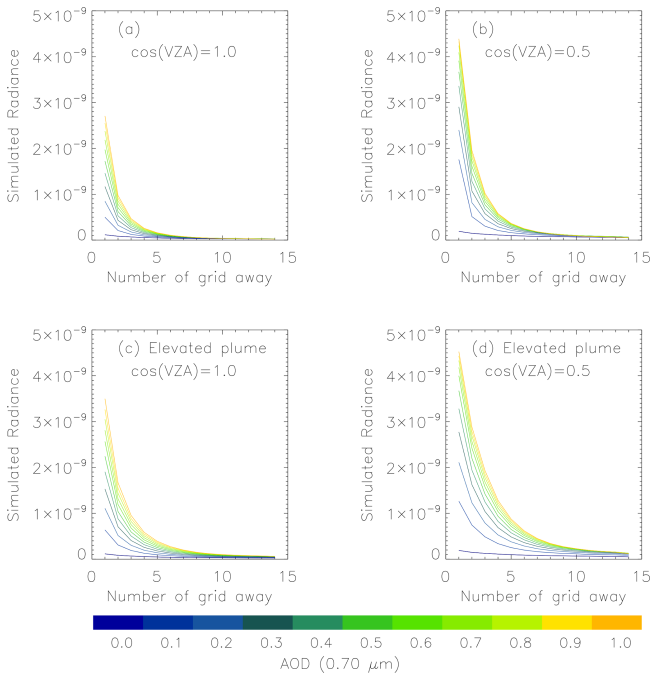 (a)
cos(VZA)=1.0
5×10⁻⁹
4×10⁻⁹
3×10⁻⁹
2×10⁻⁹
1×10⁻⁹
0
Simulated Radiance
0 5 10 15
Number of grid away
(b)
cos(VZA)=0.5
5×10⁻⁹
4×10⁻⁹
3×10⁻⁹
2×10⁻⁹
1×10⁻⁹
0
Simulated Radiance
0 5 10 15
Number of grid away
(c) Elevated plume
cos(VZA)=1.0
5×10⁻⁹
4×10⁻⁹
3×10⁻⁹
2×10⁻⁹
1×10⁻⁹
0
Simulated Radiance
0 5 10 15
Number of grid away
(d) Elevated plume
cos(VZA)=0.5
5×10⁻⁹
4×10⁻⁹
3×10⁻⁹
2×10⁻⁹
1×10⁻⁹
0
Simulated Radiance
0 5 10 15
Number of grid away
0.0 0.1 0.2 0.3 0.4 0.5 0.6 0.7 0.8 0.9 1.0
AOD (0.70 μm)